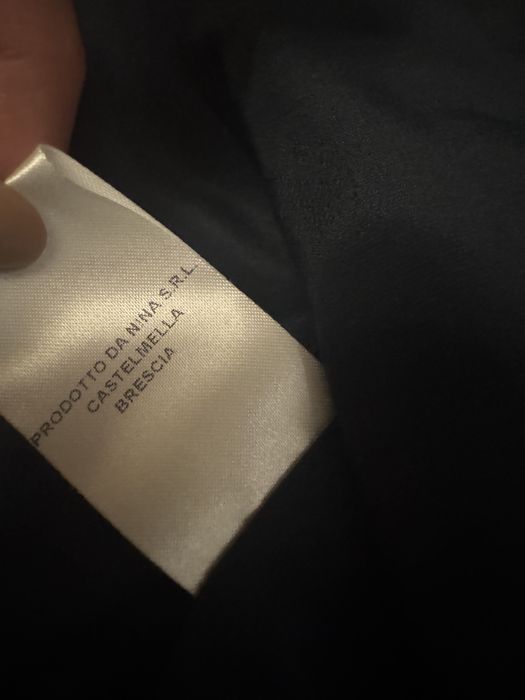 PRODOTTO DA NINA S.R.L.
CASTELMELLA
BRESCIA